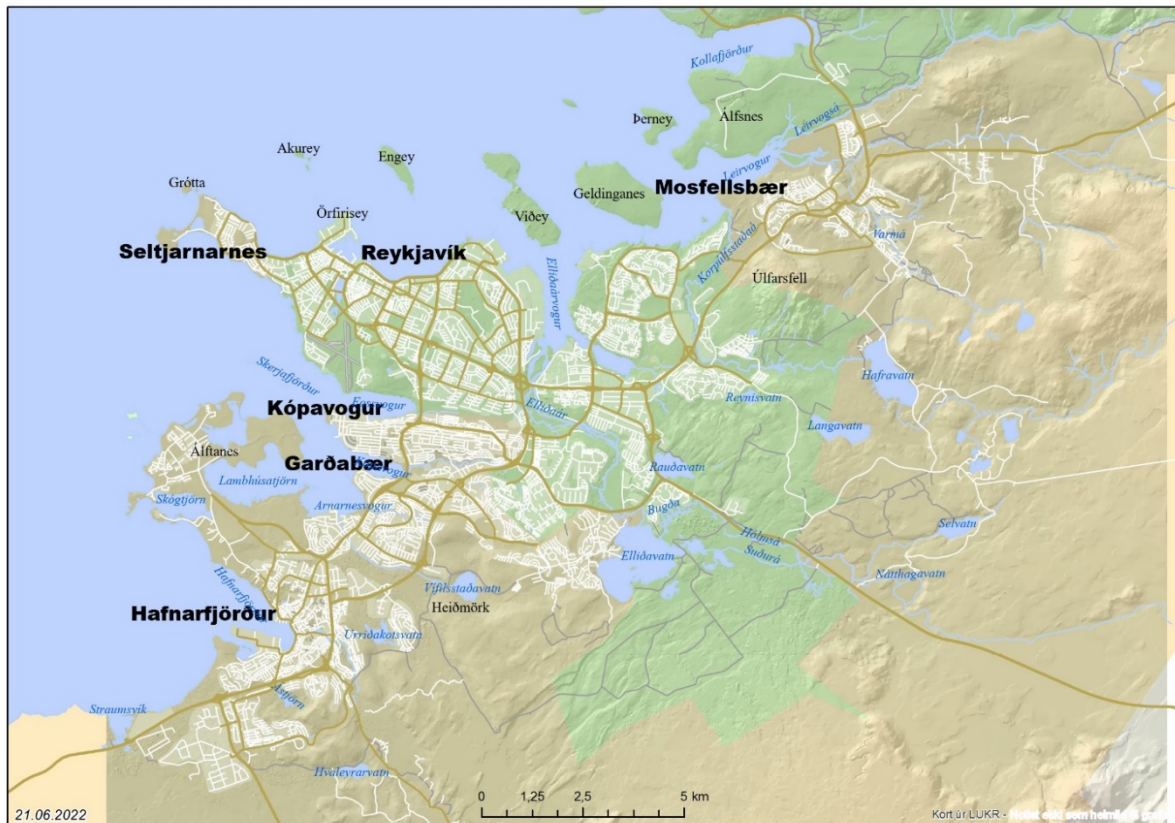 Kollafjörður
Leirvogsá
Þerney
Álfsnes
Akurey
Engey
Leirvogur
Grótta
Geldinganes
Mosfellsbær
Örfirisey
Viðey
Varmá
Seltjarnarnes
Reykjavík
Korpúlfsstaðaá
Elliðaárvogur
Úlfarsfell
Skerjafjörður
Hafravatn
Fossvogur
Reynisvatn
Kópavogur
Elliðaár
Langavatn
Álftanes
Garðabær
Kópavogur
Rauðavatn
Lambhúsatjörn
Skógtjörn
Arnarnesvogur
Bugða
Selvatn
Hólmsá
Suðurá
Elliðavatn
Nátthagavatn
Hafnarfjörður
Vífilsstaðavatn
Heiðmörk
Hafnarfjörður
Urriðakotsvatn
Ástjörn
Straumsvík
Hvaleyrarvatn
0 1,25 2,5 5 km
21.06.2022
Kort úr LUKR -